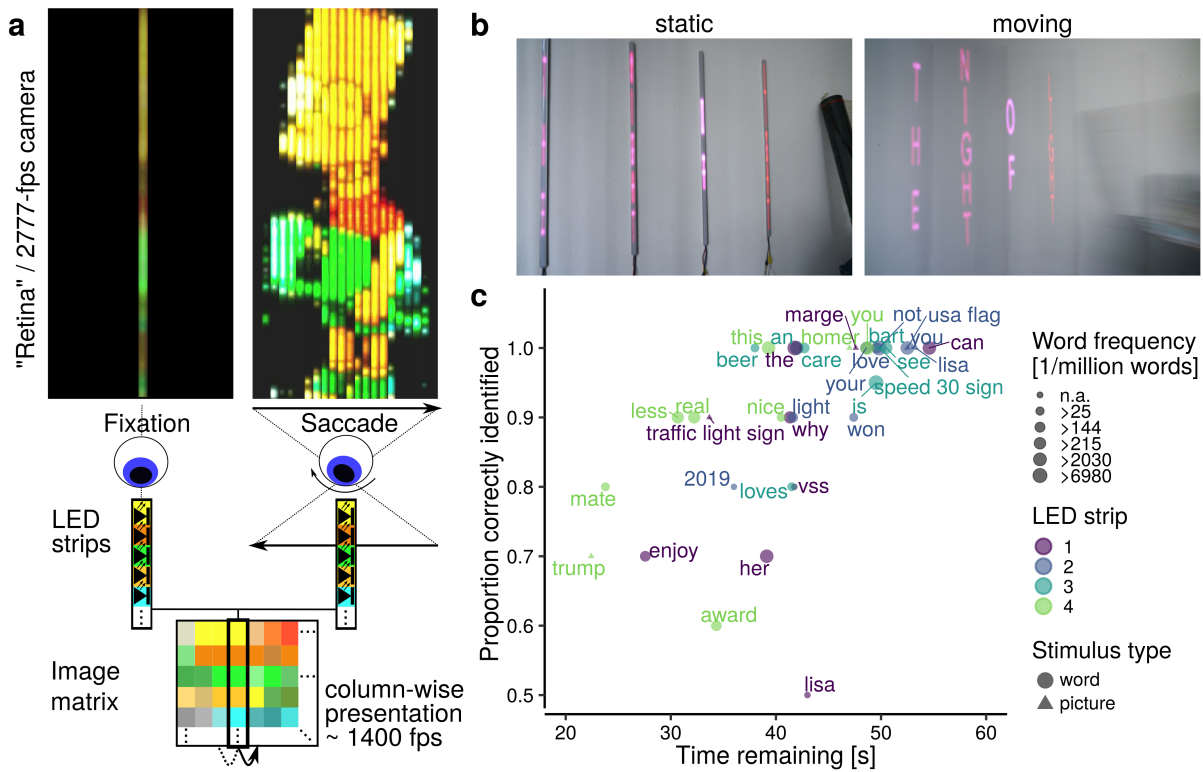 a
"Retina" / 2777-fps camera
Fixation
Saccade
LED
strips
Image
matrix
column-wise
presentation
~ 1400 fps
b
static
moving
THE
NIGHT
OF
LIGHT
c
Proportion correctly identified
1.0
0.9
0.8
0.7
0.6
0.5
20
30
40
50
60
Time remaining [s]
marge
you
not
usa flag
this
an
homer
bart
you
can
beer
the
care
love
see
lisa
your
speed 30 sign
less
real
nice
light
is
traffic light sign
why
won
2019
loves
vss
mate
enjoy
her
trump
award
lisa
Word frequency
[1/million words]
n.a.
>25
>144
>215
>2030
>6980
LED strip
1
2
3
4
Stimulus type
word
picture